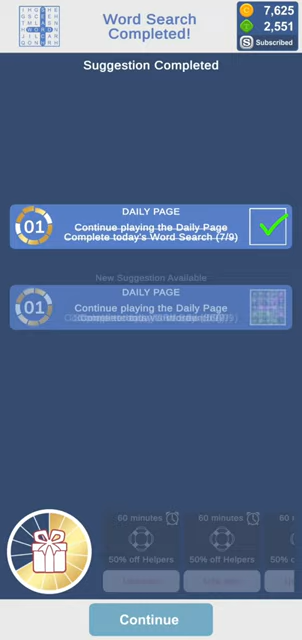 Word Search
Completed!
7,625
2,551
S Subscribed
Suggestion Completed
01
DAILY PAGE
Continue playing the Daily Page
Complete today's Word Search (7/9)
New Suggestion Available
01
DAILY PAGE
Continue playing the Daily Page
60 minutes
60 minutes
60
50% off Helpers
50% off Helpers
50%
Continue